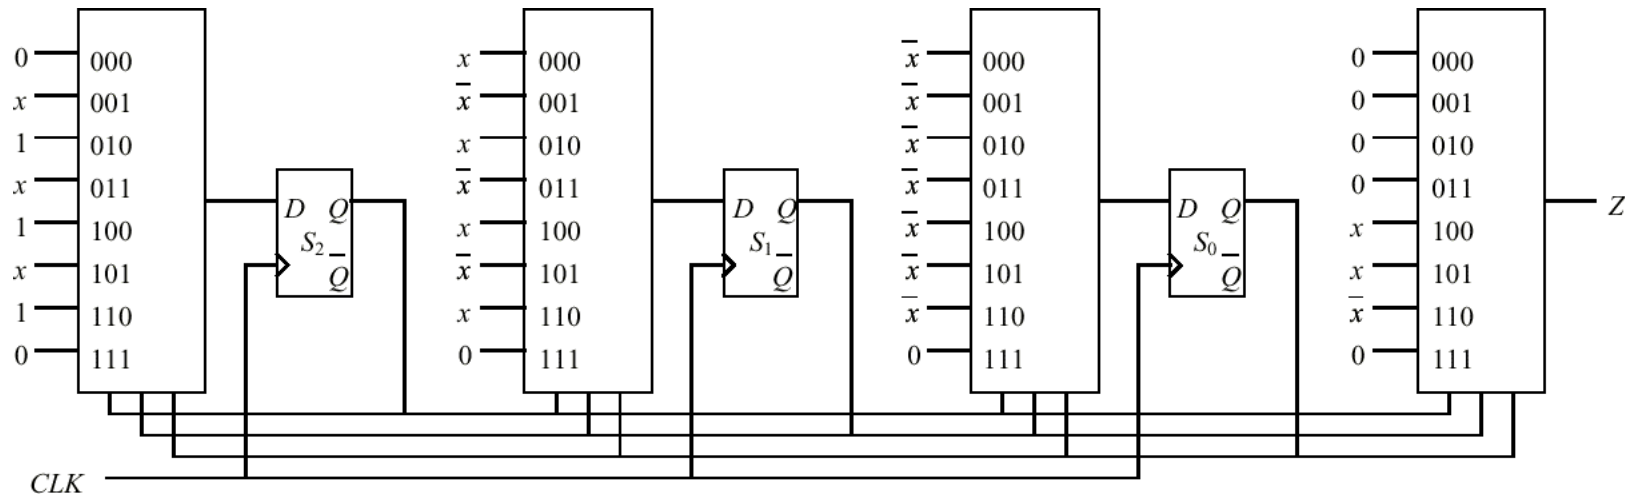 0 000 x 000 x̅ 000 0 000
x 001 x̅ 001 x̅ 001 0 001
1 010 x 010 x̅ 010 0 010
x 011 x̅ 011 x̅ 011 0 011
D Q D Q D Q Z
1 100 x 100 x̅ 100 x 100
S₂ S₁ S₀
x 101 x̅ 101 x̅ 101 x 101
Q̅ Q̅ Q̅
1 110 x 110 x̅ 110 x̅ 110
0 111 0 111 0 111 0 111
CLK